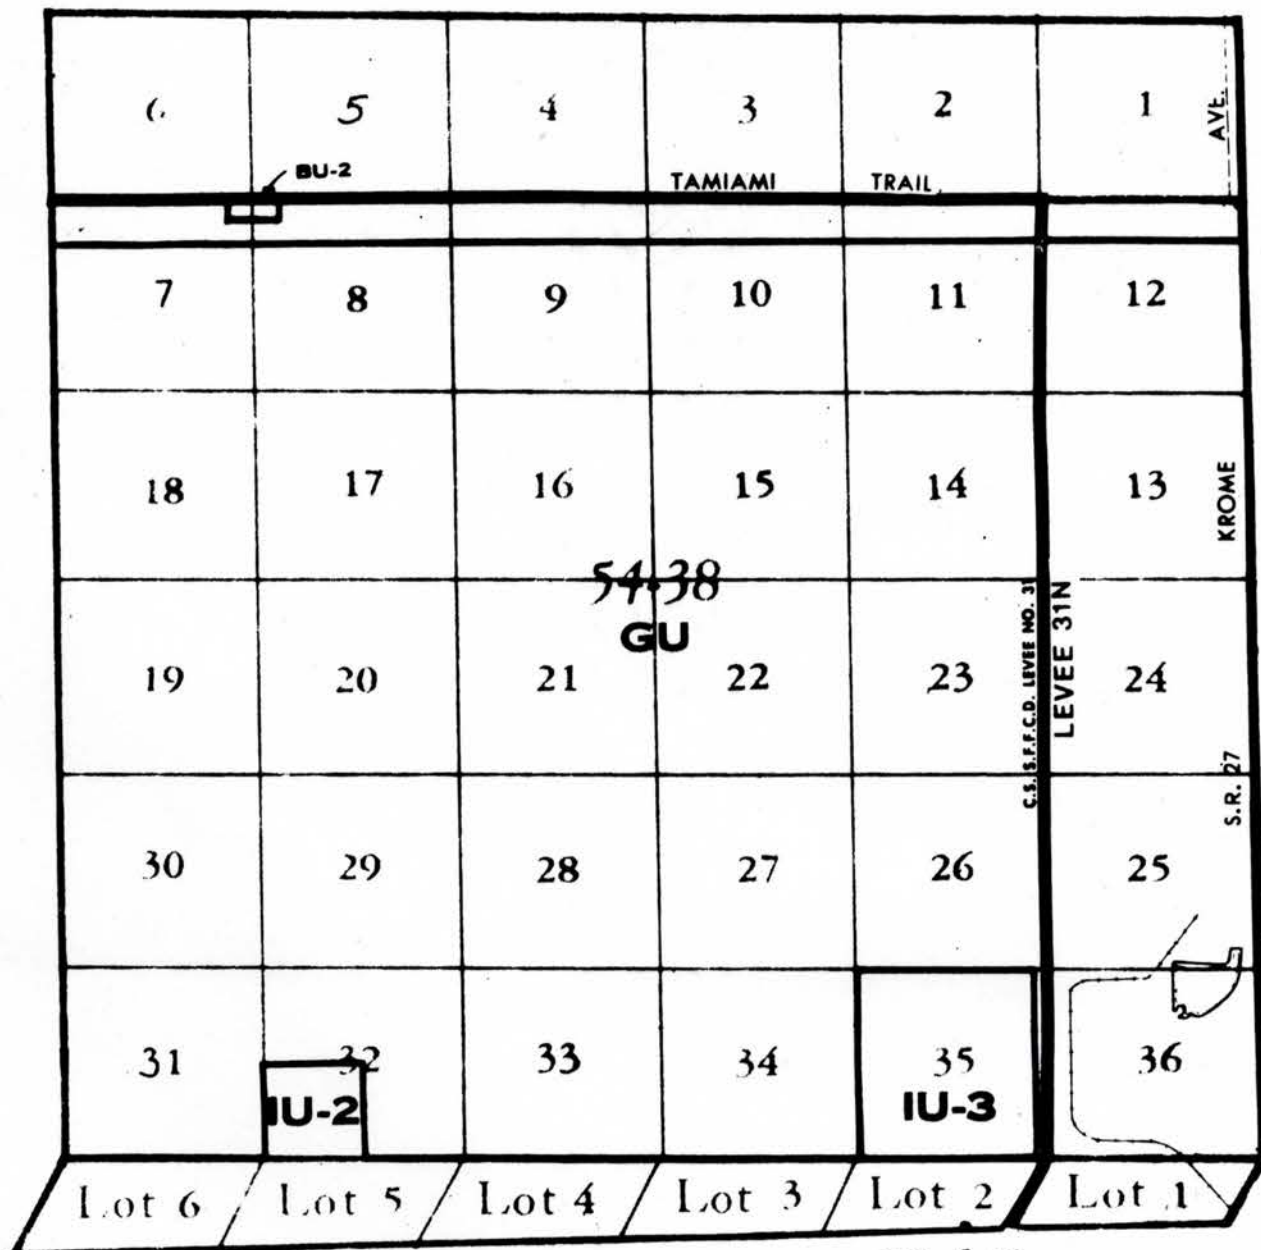 6 5 4 3 2 1
AVE.
BU-2
TAMIAMI TRAIL
7 8 9 10 11 12
18 17 16 15 14 13
KROME
54-38
GU
C.S. S.F.F.C.D. LEVEE NO. 31
LEVEE 31N
19 20 21 22 23 24
S.R. 27
30 29 28 27 26 25
2
31 32 33 34 35 36
IU-2 IU-3
Lot 6 Lot 5 Lot 4 Lot 3 Lot 2 Lot 1